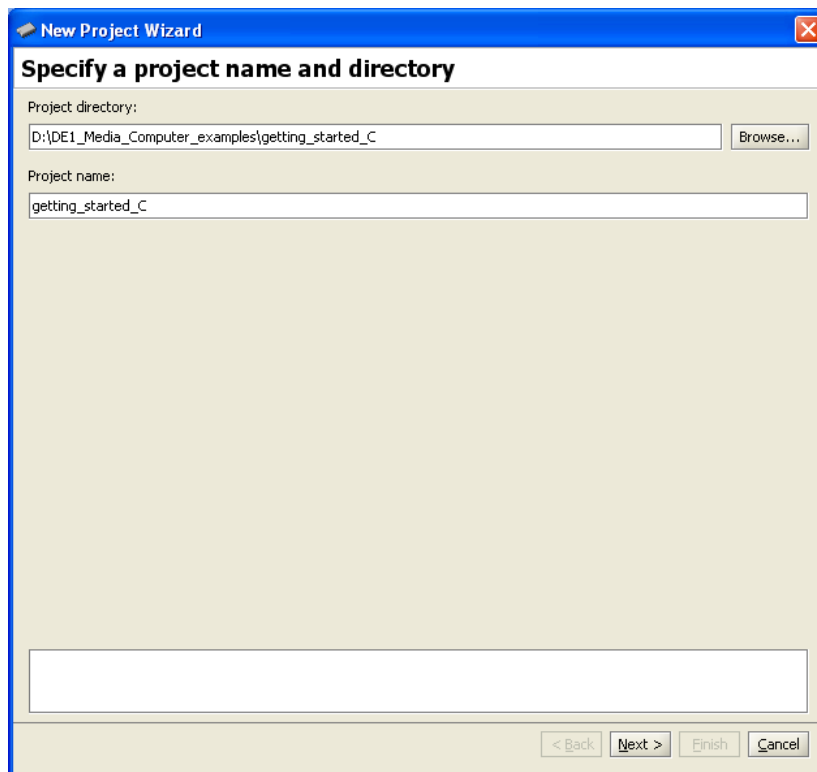 New Project Wizard
Specify a project name and directory
Project directory:
D:\DE1_Media_Computer_examples\getting_started_C
Browse...
Project name:
getting_started_C
< Back Next > Finish Cancel